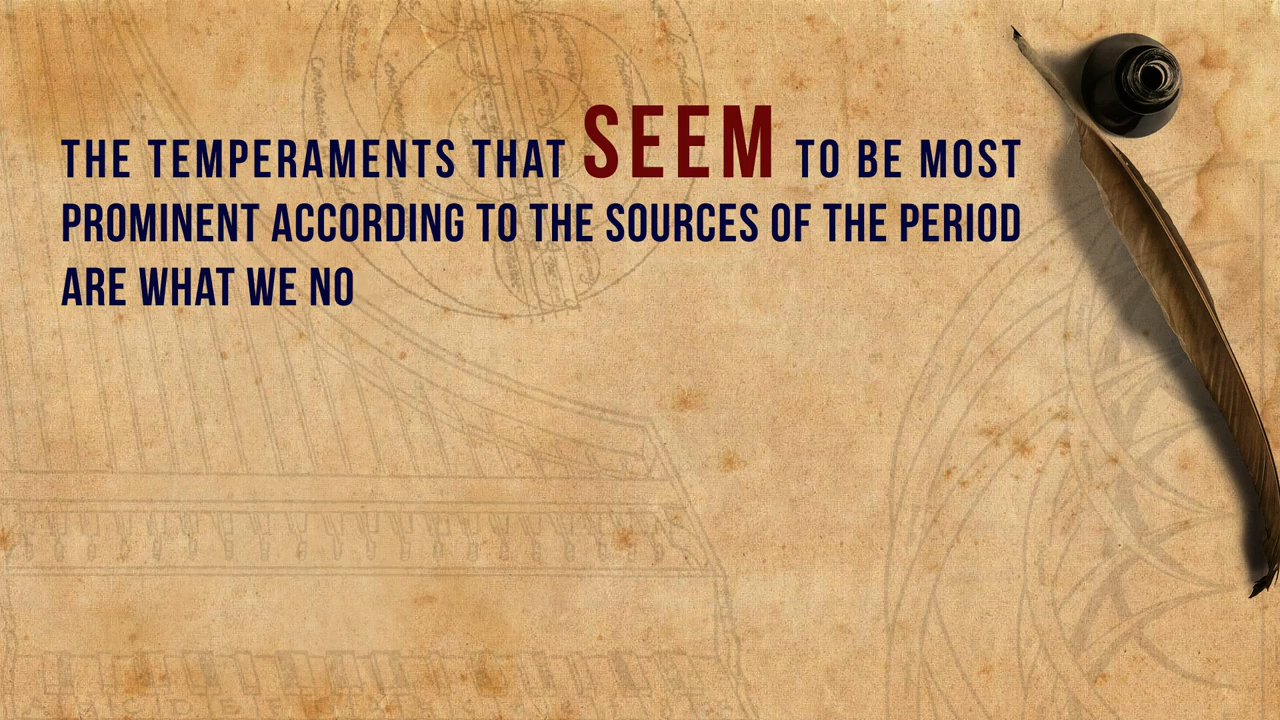 THE TEMPERAMENTS THAT SEEM TO BE MOST
PROMINENT ACCORDING TO THE SOURCES OF THE PERIOD
ARE WHAT WE NO